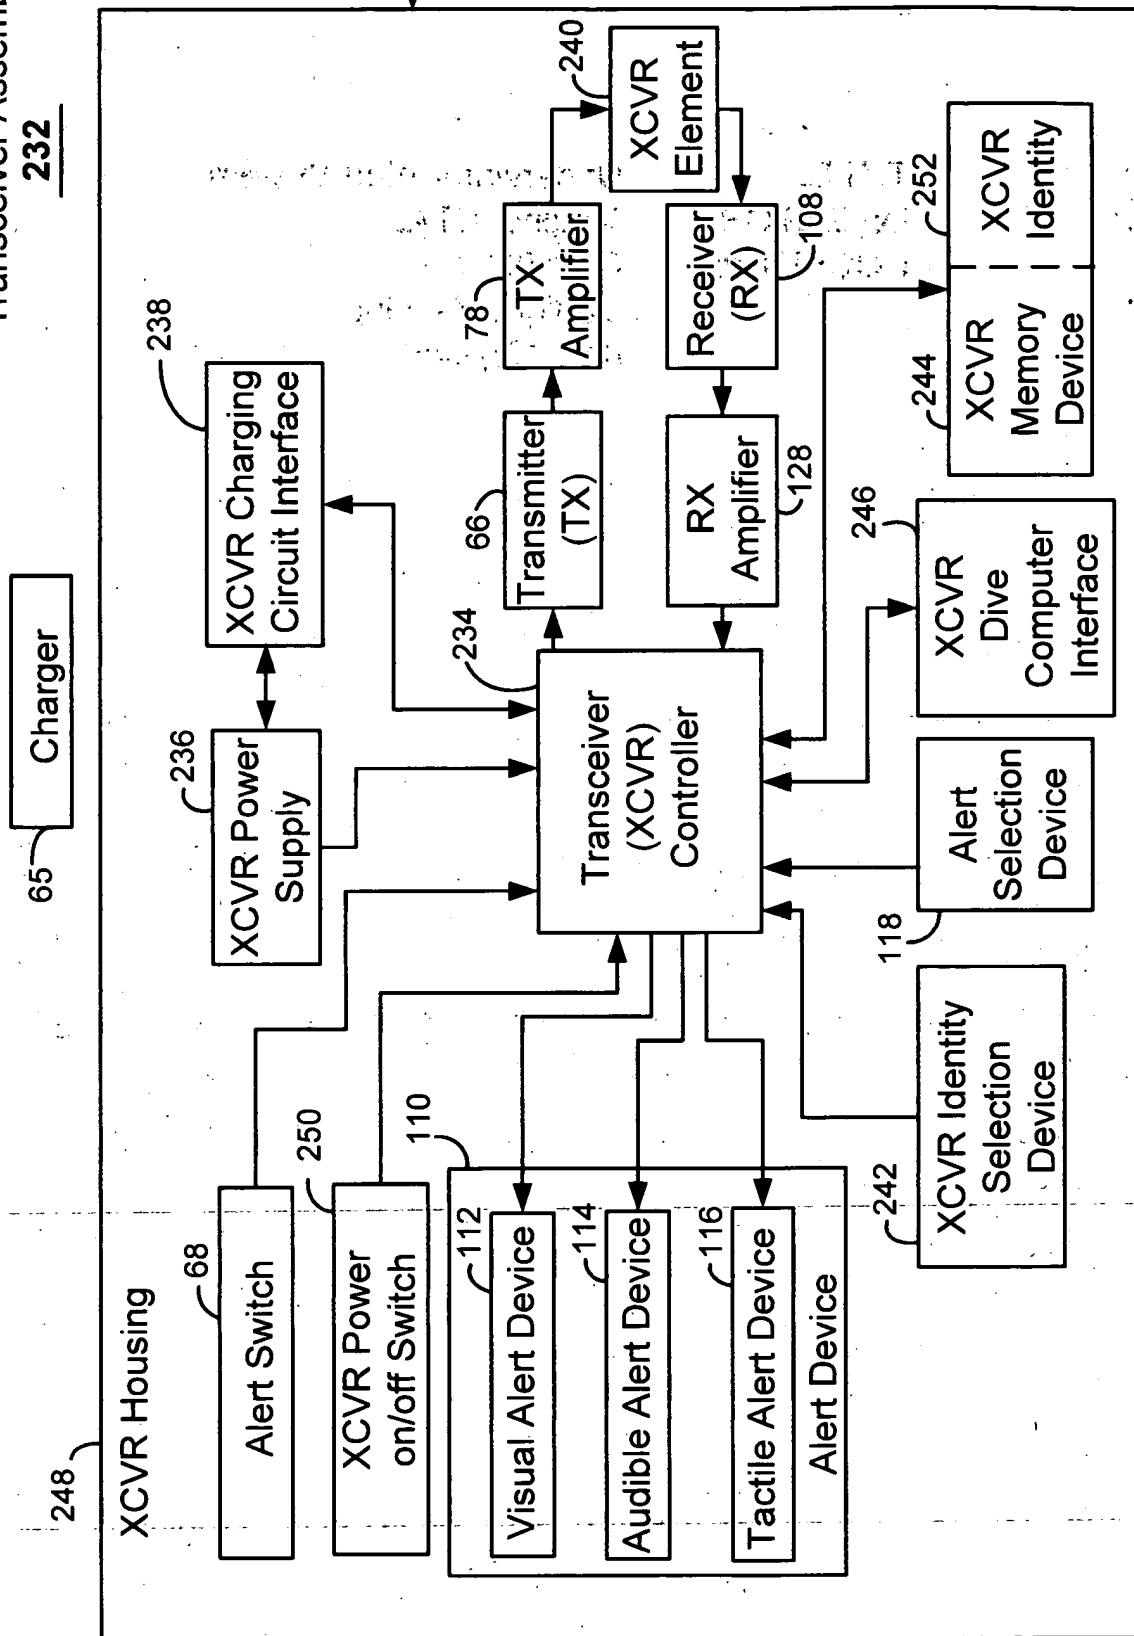 Transceiver Assem
232
65
Charger
248
XCVR Housing
68
Alert Switch
250
XCVR Power
on/off Switch
110
112
Visual Alert Device
114
Audible Alert Device
116
Tactile Alert Device
Alert Device
236
XCVR Power
Supply
238
XCVR Charging
Circuit Interface
234
Transceiver
(XCVR)
Controller
66
Transmitter
(TX)
78
TX
Amplifier
240
XCVR
Element
Receiver
(RX)
108
RX
Amplifier
128
242
XCVR Identity
Selection
Device
118
Alert
Selection
Device
246
XCVR
Dive
Computer
Interface
244
XCVR
Memory
Device
252
XCVR
Identity